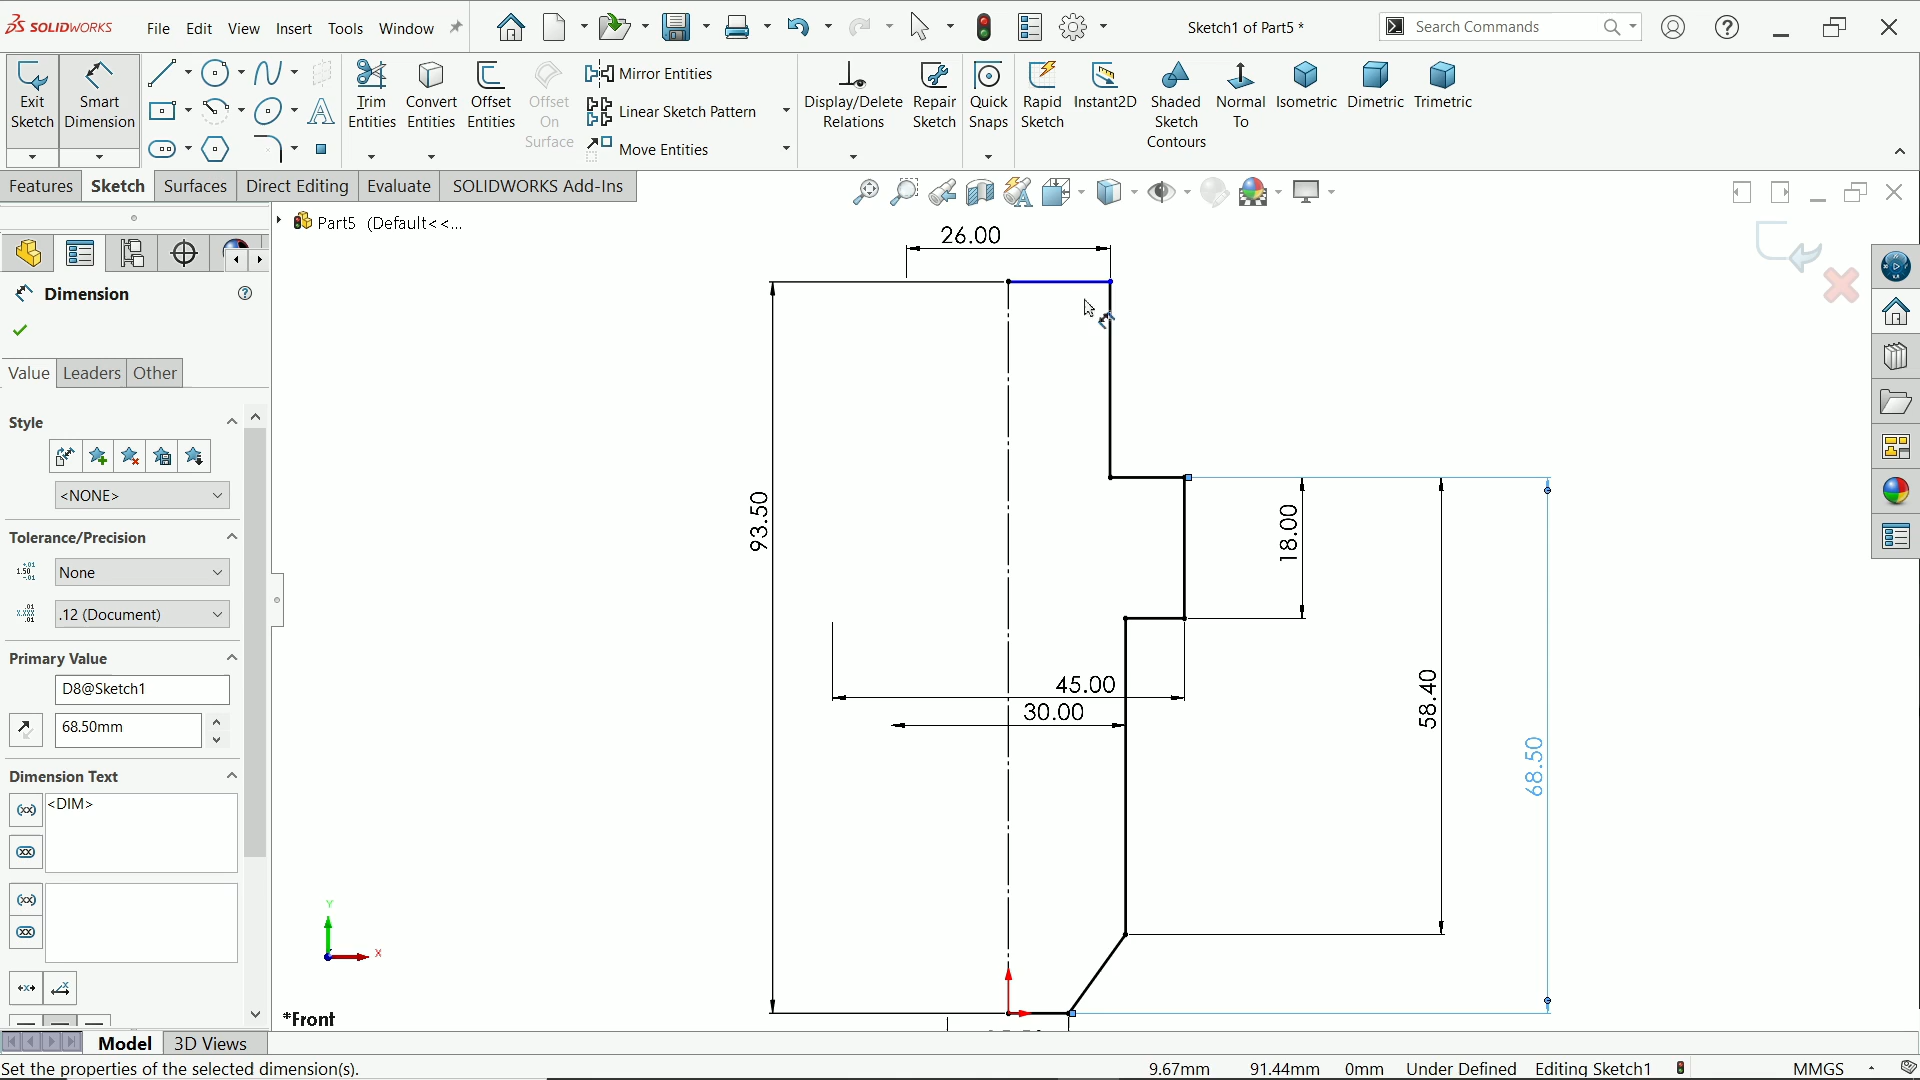 SOLIDWORKS File Edit View Insert Tools Window Sketch1 of Part5 * Search Commands
Exit Sketch
Smart Dimension
Trim Entities
Convert Entities
Offset Entities
Offset On Surface
Mirror Entities
Linear Sketch Pattern
Move Entities
Display/Delete Relations
Repair Sketch
Quick Snaps
Rapid Sketch
Instant2D
Shaded Sketch Contours
Normal To
Isometric
Dimetric
Trimetric
Features Sketch Surfaces Direct Editing Evaluate SOLIDWORKS Add-Ins
Part5 (Default<<...
Dimension
Value Leaders Other
Style
<NONE>
Tolerance/Precision
None
.12 (Document)
Primary Value
D8@Sketch1
68.50mm
Dimension Text
<DIM>
26.00
93.50
18.00
45.00
30.00
58.40
68.50
Y
X
*Front
Model 3D Views
Set the properties of the selected dimension(s). 9.67mm 91.44mm 0mm Under Defined Editing Sketch1 MMGS